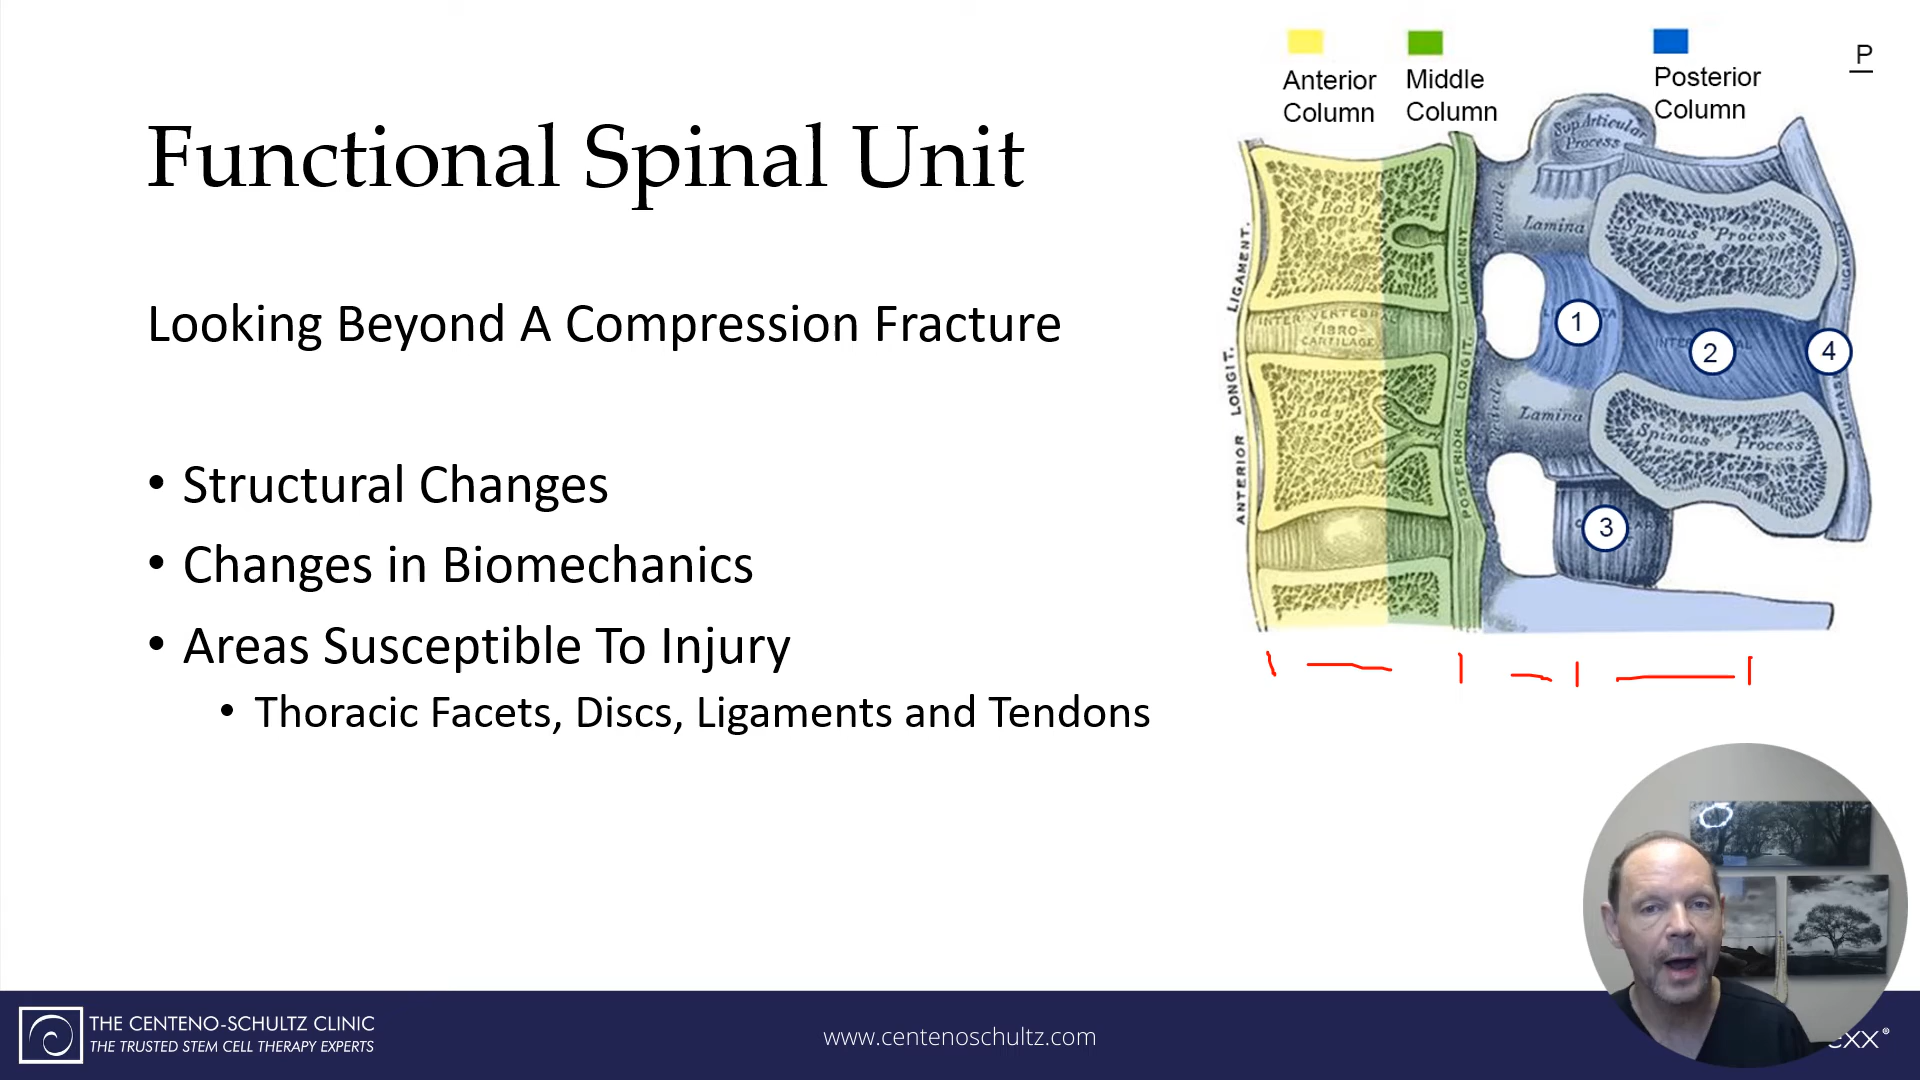 Functional Spinal Unit
Looking Beyond A Compression Fracture
• Structural Changes
• Changes in Biomechanics
• Areas Susceptible To Injury
• Thoracic Facets, Discs, Ligaments and Tendons
Anterior
Column
Middle
Column
Posterior
Column
P
Sup. Articular
Process
Body
Pedicle
Lamina
Spinous Process
LIGAMENT.
LIGAMENT
LIGAMENT
INTERVERTEBRAL
FIBRO-
CARTILAGE
1
2
4
ANTERIOR LONGIT.
POSTERIOR LONGIT.
Body
Lamina
Spinous Process
3
THE CENTENO-SCHULTZ CLINIC
THE TRUSTED STEM CELL THERAPY EXPERTS
www.centenoschultz.com
exx®